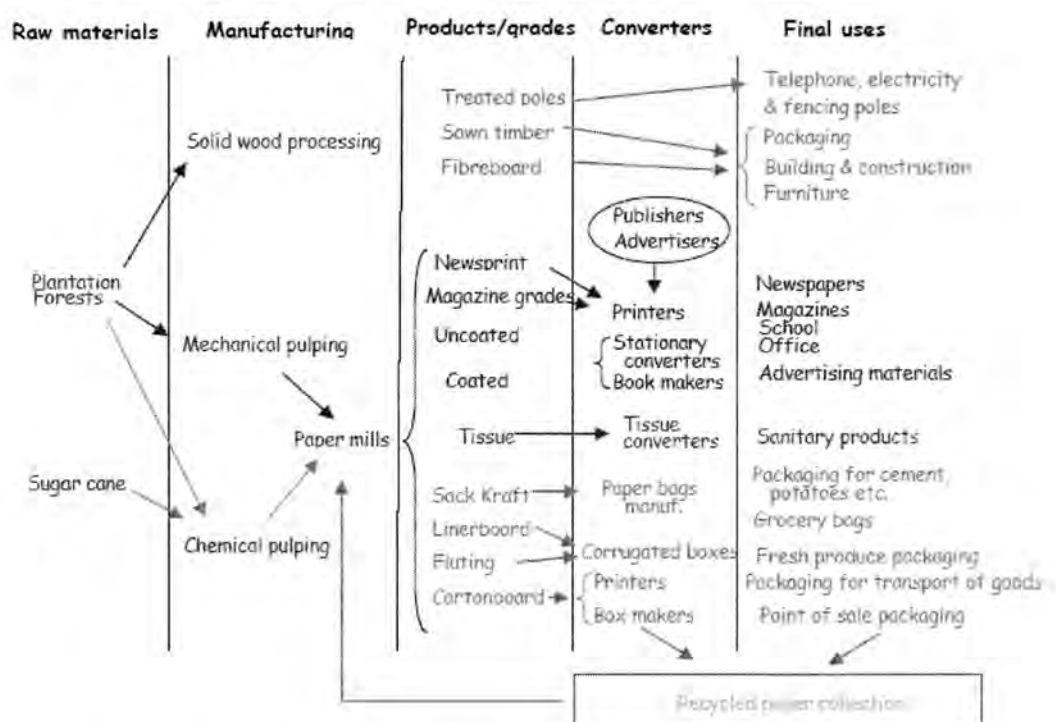 Raw materials
Manufacturing
Products/grades
Converters
Final uses
Plantation
Forests
Sugar cane
Solid wood processing
Mechanical pulping
Paper mills
Chemical pulping
Treated poles
Sawn timber
Fibreboard
Newsprint
Magazine grades
Uncoated
Coated
Tissue
Sack Kraft
Linerboard
Fluting
Cartonboard
Publishers
Advertisers
Printers
Stationary
converters
Book makers
Tissue
converters
Paper bags
manuf.
Corrugated boxes
Printers
Box makers
Telephone, electricity
& fencing poles
Packaging
Building & construction
Furniture
Newspapers
Magazines
School
Office
Advertising materials
Sanitary products
Packaging for cement,
potatoes etc.
Grocery bags
Fresh produce packaging
Packaging for transport of goods
Point of sale packaging
Recycled paper collection